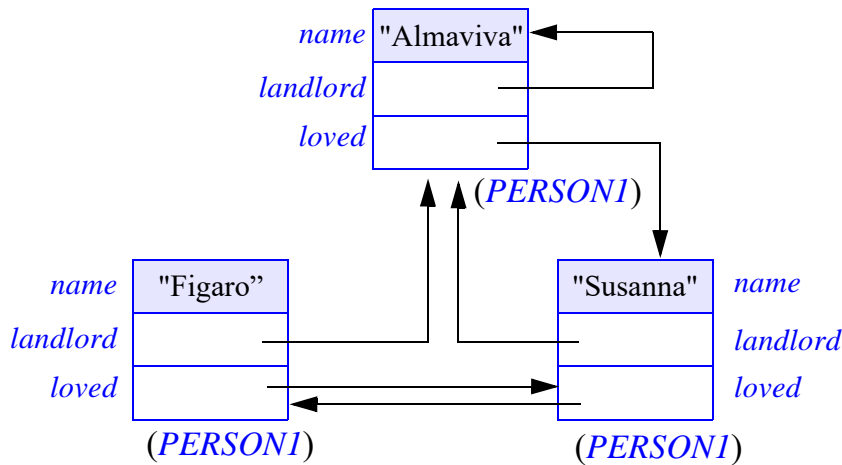 name "Almaviva"
landlord
loved
(PERSON1)
name "Figaro” "Susanna" name
landlord landlord
loved loved
(PERSON1) (PERSON1)